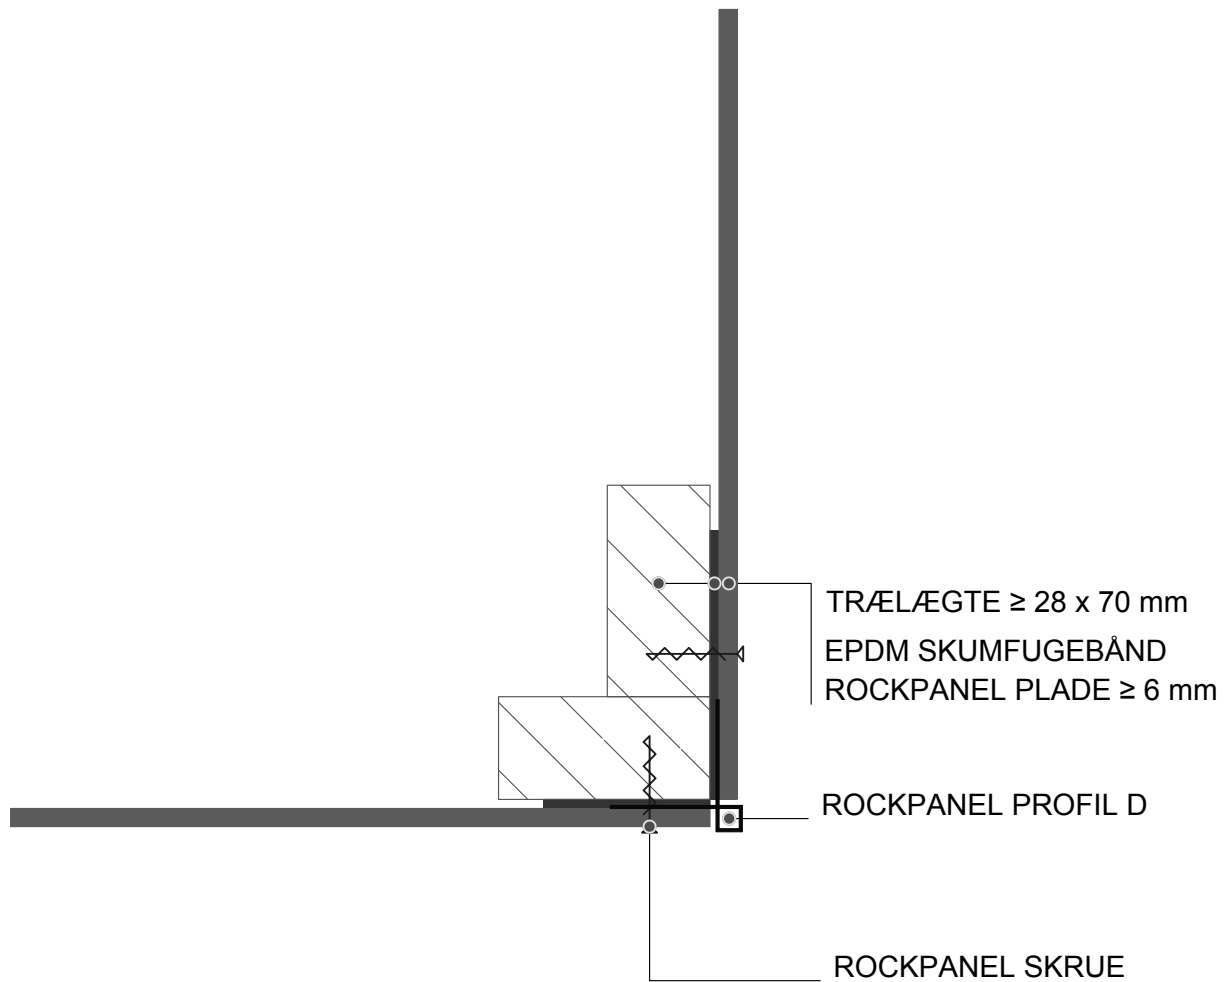 TRÆLÆGTE ≥ 28 x 70 mm
EPDM SKUMFUGEBÅND
ROCKPANEL PLADE ≥ 6 mm
ROCKPANEL PROFIL D
ROCKPANEL SKRUE